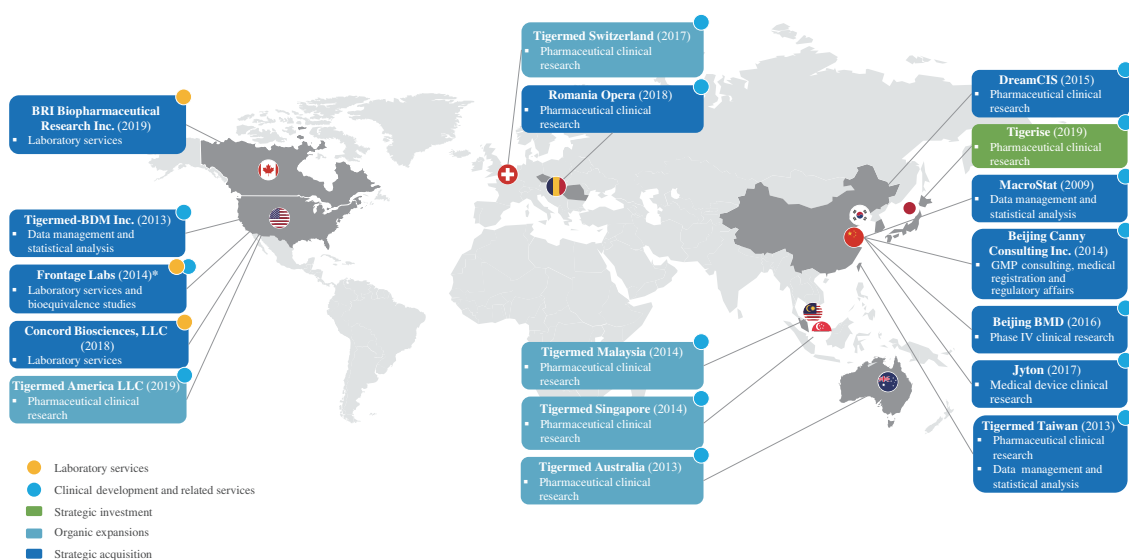 Tigermed Switzerland (2017)
▪ Pharmaceutical clinical
research
Romania Opera (2018)
▪ Pharmaceutical clinical
research
BRI Biopharmaceutical
Research Inc. (2019)
▪ Laboratory services
Tigermed-BDM Inc. (2013)
▪ Data management and
statistical analysis
Frontage Labs (2014)*
▪ Laboratory services and
bioequivalence studies
Concord Biosciences, LLC
(2018)
▪ Laboratory services
Tigermed America LLC (2019)
▪ Pharmaceutical clinical
research
Tigermed Malaysia (2014)
▪ Pharmaceutical clinical
research
Tigermed Singapore (2014)
▪ Pharmaceutical clinical
research
Tigermed Australia (2013)
▪ Pharmaceutical clinical
research
DreamCIS (2015)
▪ Pharmaceutical clinical
research
Tigerise (2019)
▪ Pharmaceutical clinical
research
MacroStat (2009)
▪ Data management and
statistical analysis
Beijing Canny
Consulting Inc. (2014)
▪ GMP consulting, medical
registration and
regulatory affairs
Beijing BMD (2016)
▪ Phase IV clinical research
Jyton (2017)
▪ Medical device clinical
research
Tigermed Taiwan (2013)
▪ Pharmaceutical clinical
research
▪ Data management and
statistical analysis
Laboratory services
Clinical development and related services
Strategic investment
Organic expansions
Strategic acquisition